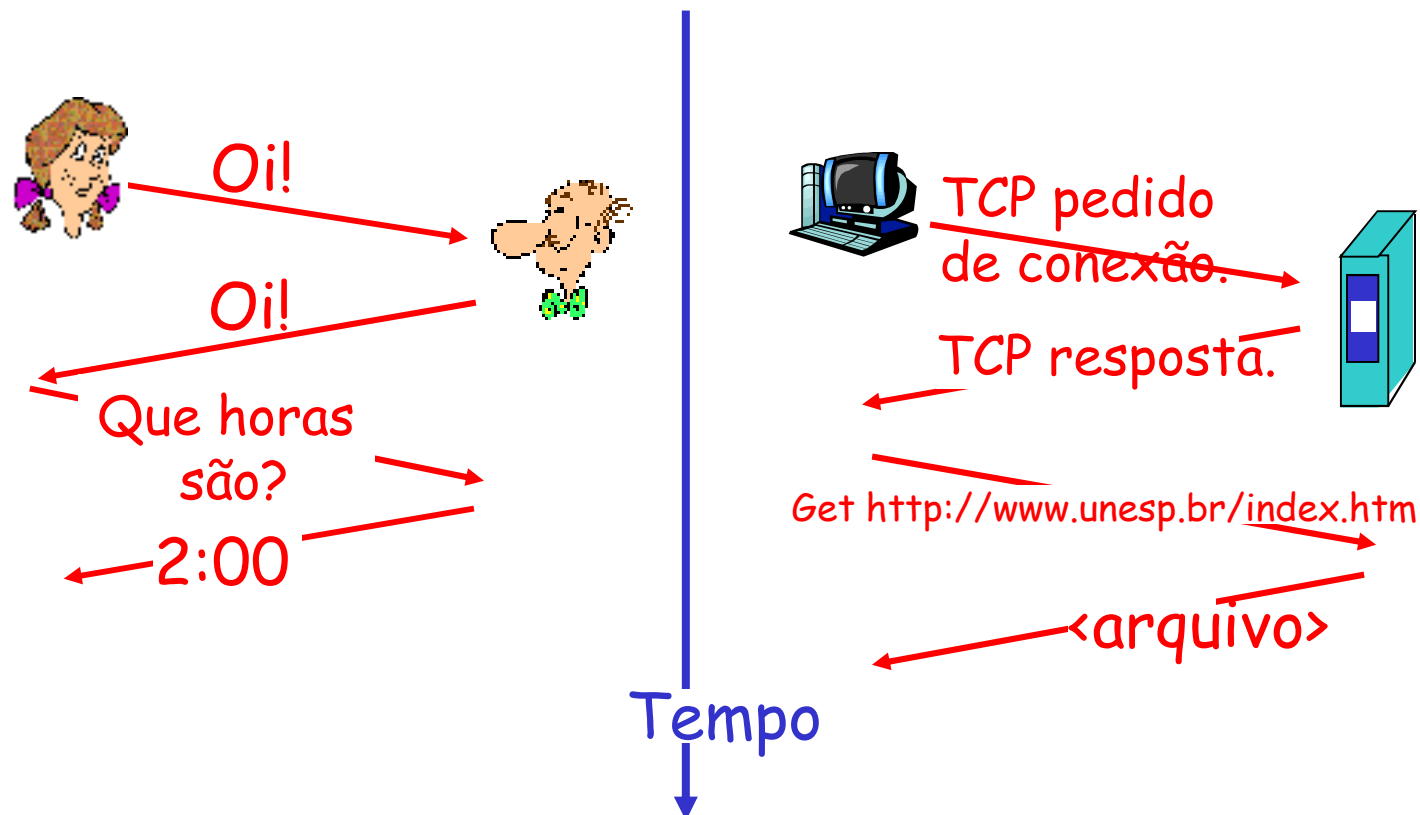 Oi!
Oi!
Que horas
são?
2:00
TCP pedido
de conexão.
TCP resposta.
Get http://www.unesp.br/index.htm
<arquivo>
Tempo